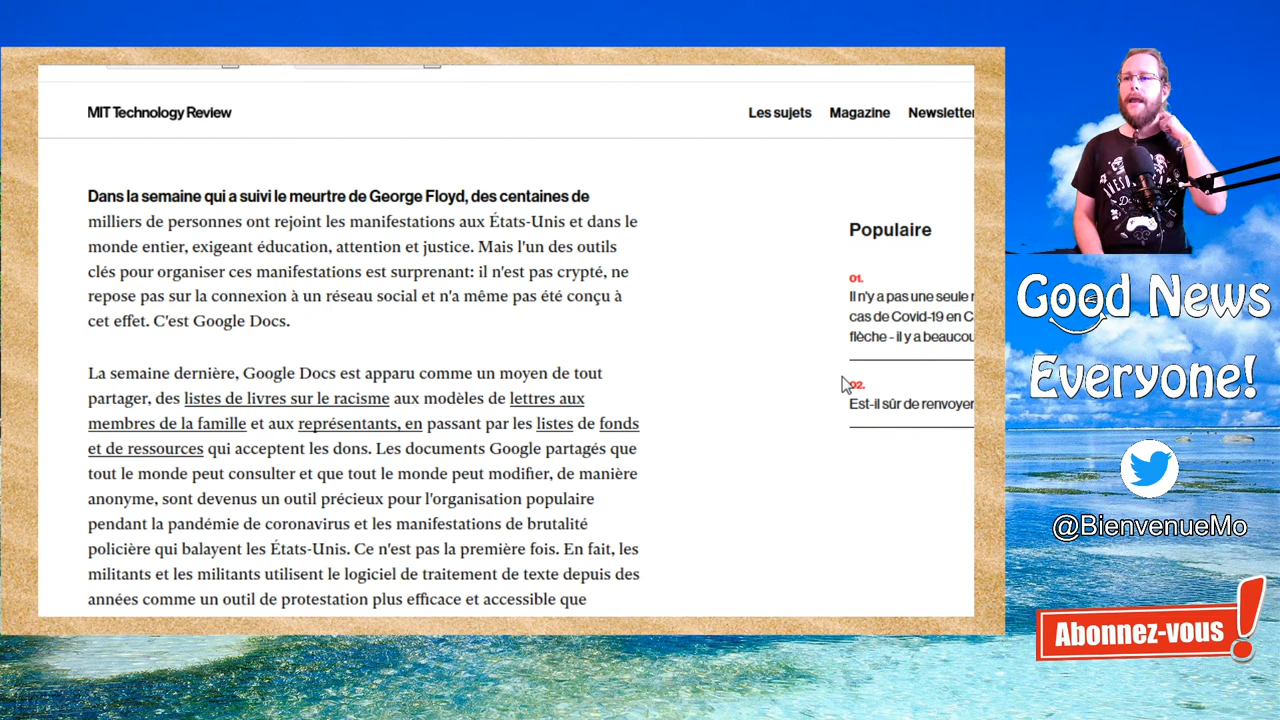 MIT Technology Review
Les sujets
Magazine
Newsletter
Dans la semaine qui a suivi le meurtre de George Floyd, des centaines de
milliers de personnes ont rejoint les manifestations aux États-Unis et dans le
monde entier, exigeant éducation, attention et justice. Mais l'un des outils
clés pour organiser ces manifestations est surprenant: il n'est pas crypté, ne
repose pas sur la connexion à un réseau social et n'a même pas été conçu à
cet effet. C'est Google Docs.
La semaine dernière, Google Docs est apparu comme un moyen de tout
partager, des listes de livres sur le racisme aux modèles de lettres aux
membres de la famille et aux représentants, en passant par les listes de fonds
et de ressources qui acceptent les dons. Les documents Google partagés que
tout le monde peut consulter et que tout le monde peut modifier, de manière
anonyme, sont devenus un outil précieux pour l'organisation populaire
pendant la pandémie de coronavirus et les manifestations de brutalité
policière qui balayent les États-Unis. Ce n'est pas la première fois. En fait, les
militants et les militants utilisent le logiciel de traitement de texte depuis des
années comme un outil de protestation plus efficace et accessible que
Populaire
01.
Il n'y a pas une seule
cas de Covid-19 en C
flèche - il y a beaucou
02.
Est-il sûr de renvoyer
AWESOME
Good News
Everyone!
@BienvenueMo
Abonnez-vous !